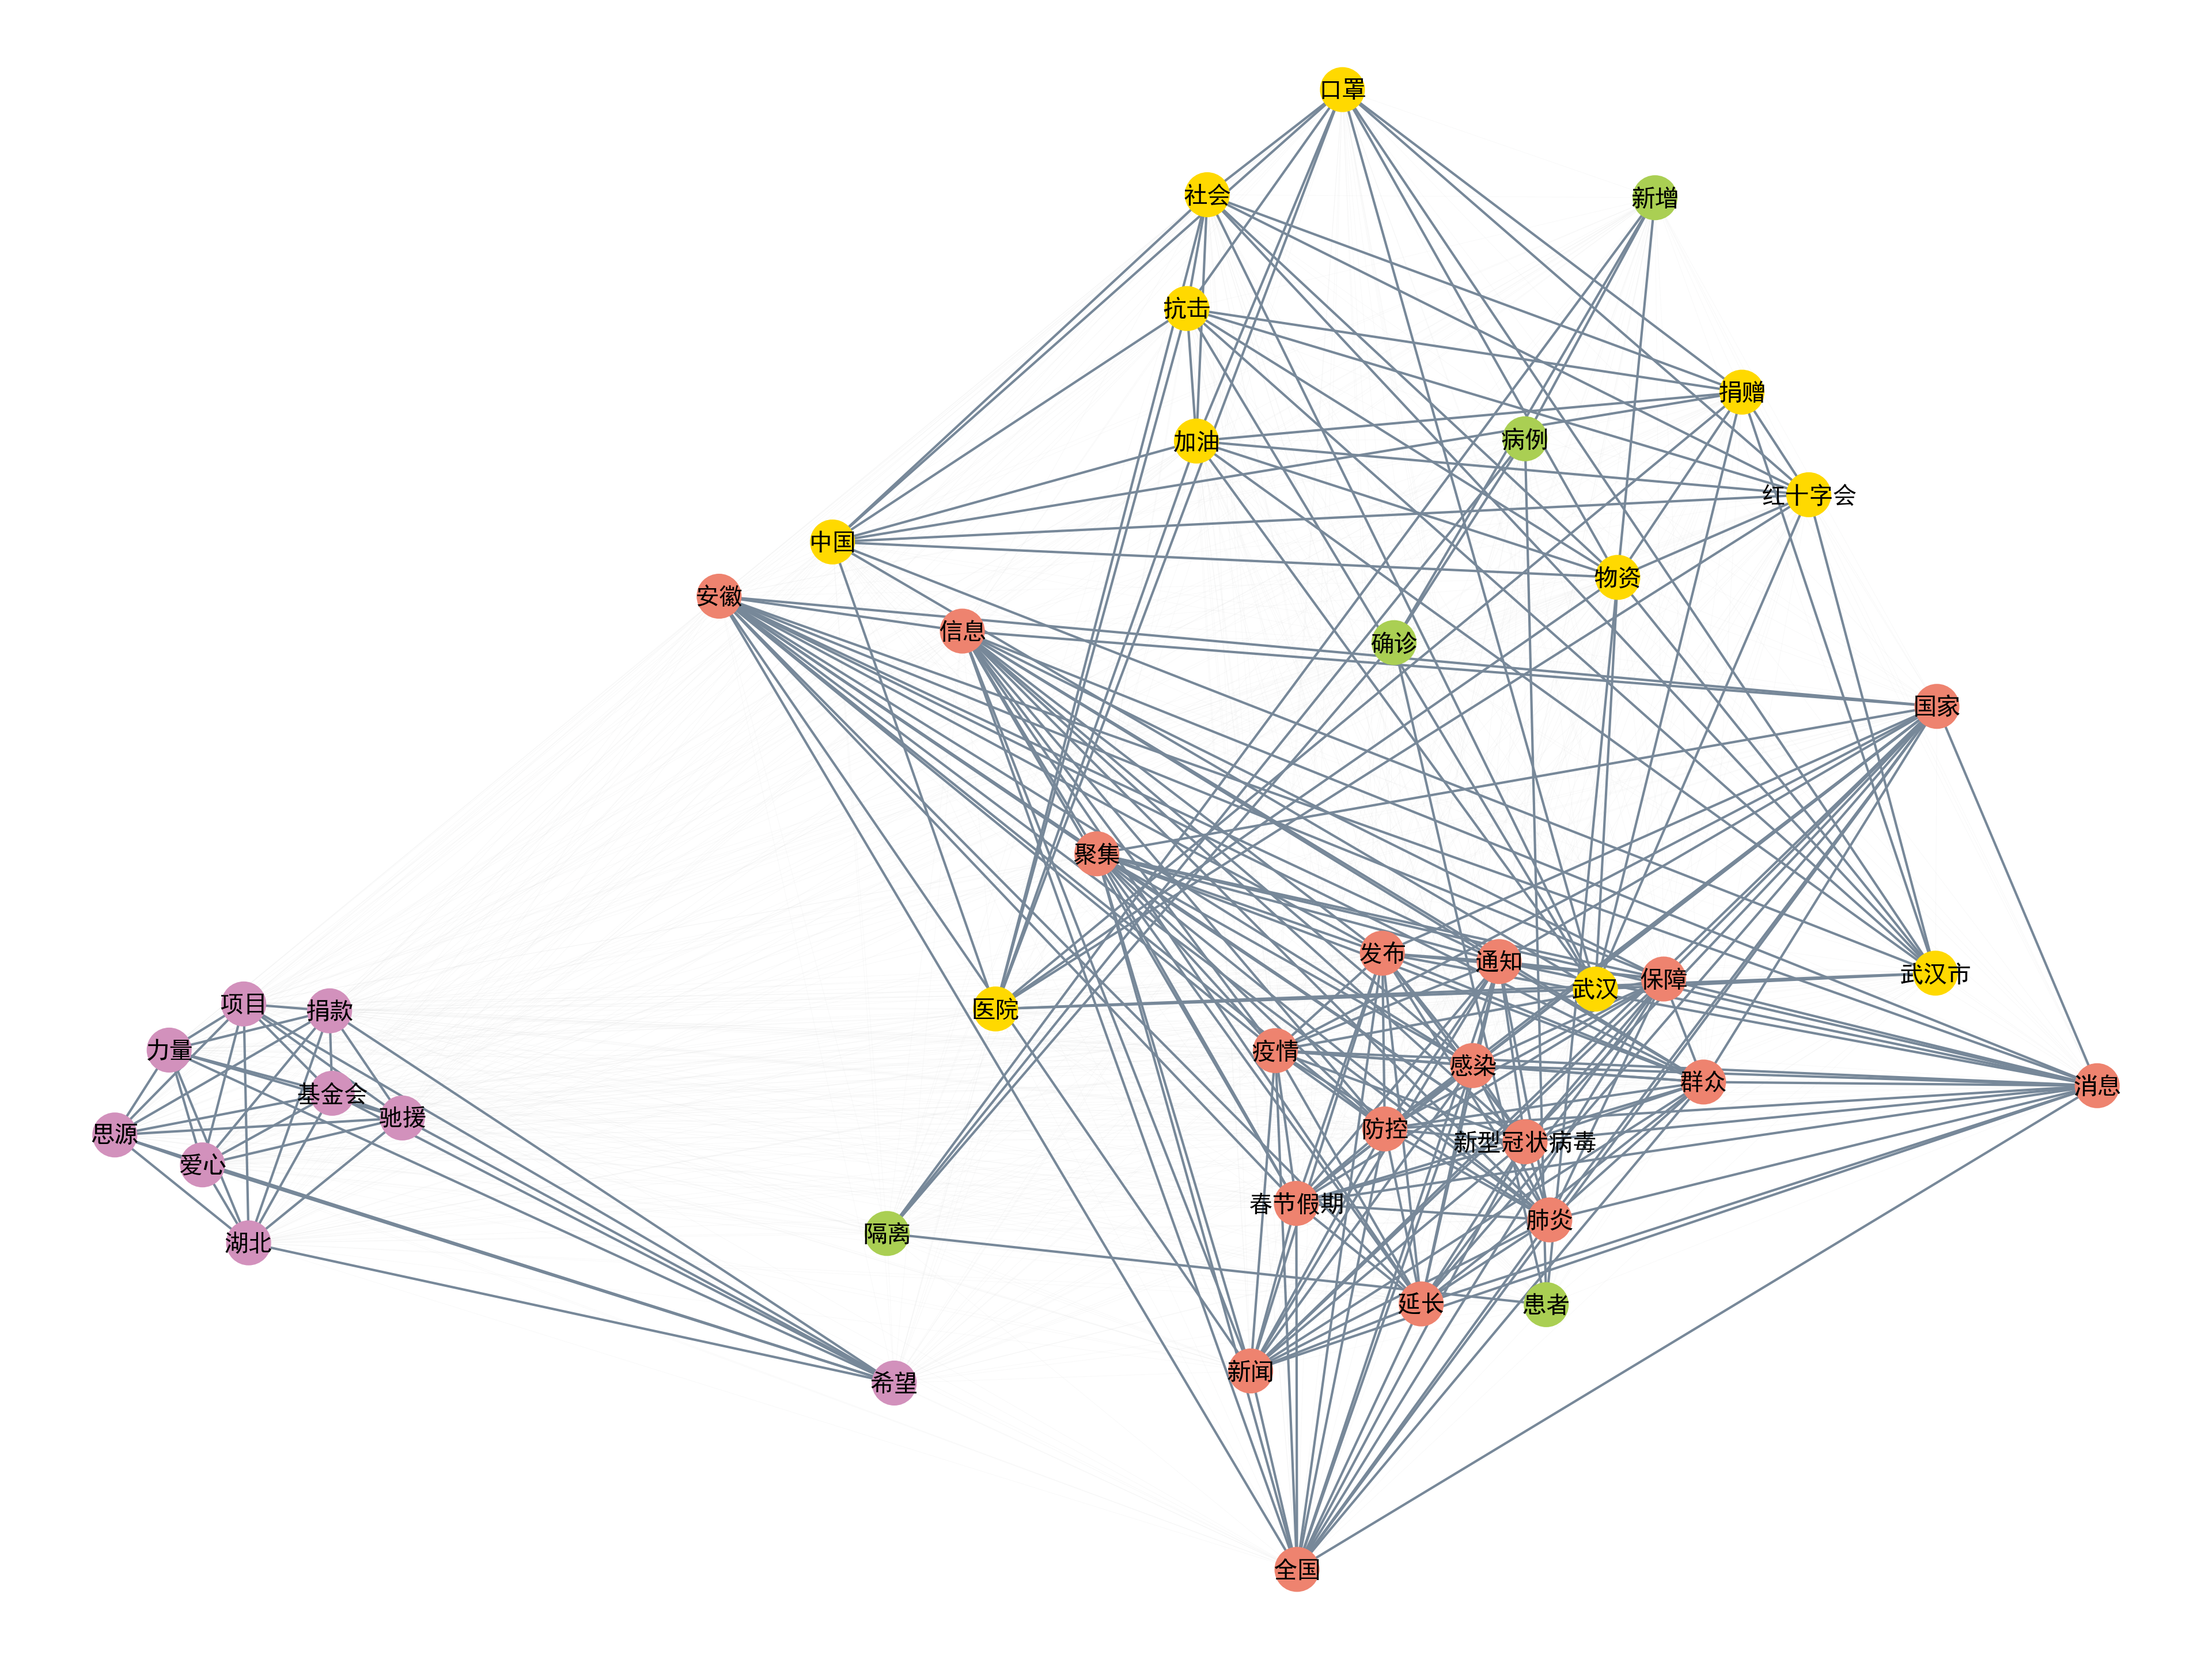 口罩
社会
新增
抗击
捐赠
加油
病例
红十字会
中国
物资
安徽
信息
确诊
国家
聚集
发布
通知
保障
武汉
武汉市
项目
捐款
医院
力量
疫情
感染
群众
消息
基金会
驰援
思源
防控
新型冠状病毒
爱心
春节假期
肺炎
隔离
湖北
延长
患者
新闻
希望
全国